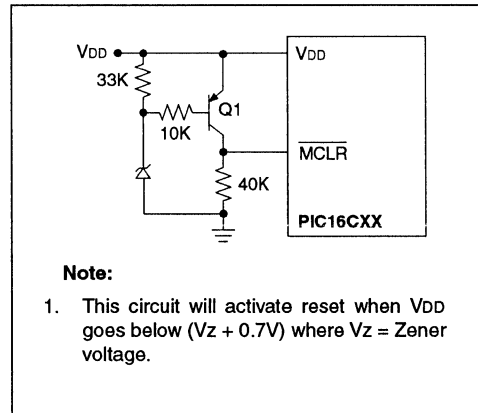 VDD
VDD
33K
Q1
10K
MCLR
40K
PIC16CXX
Note:
1. This circuit will activate reset when VDD
goes below (Vz + 0.7V) where Vz = Zener
voltage.